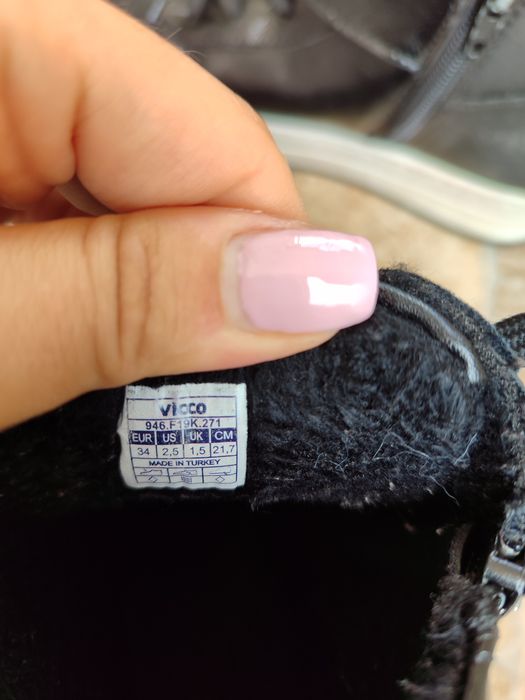 vicco
946.F19K.271
EUR US UK CM
34 2,5 1,5 21,7
MADE IN TURKEY